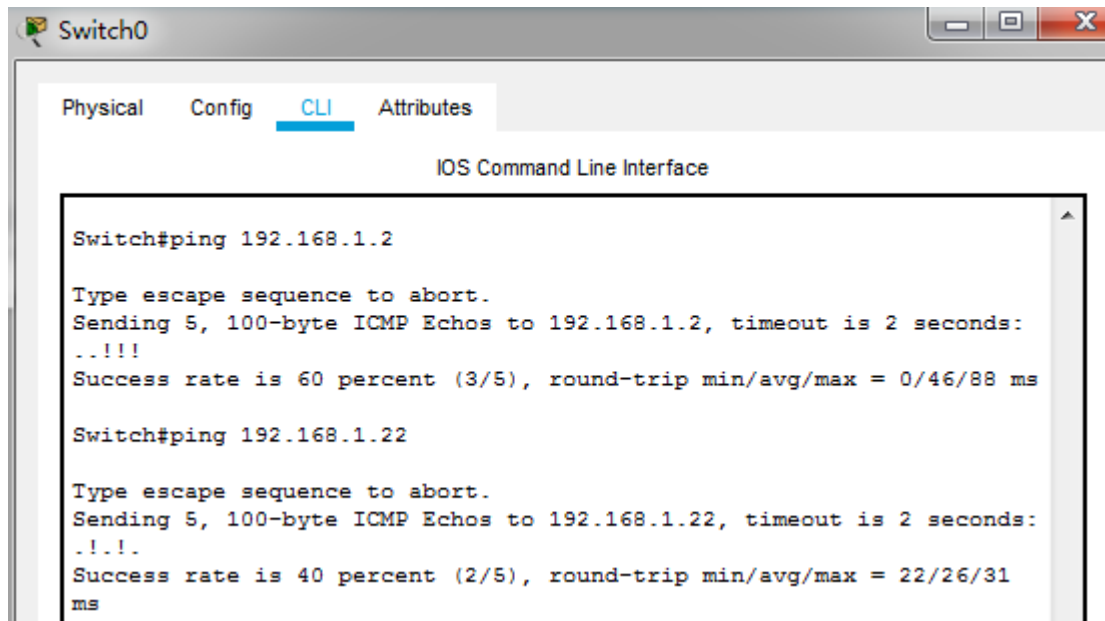 Switch0
Physical Config CLI Attributes
IOS Command Line Interface
Switch#ping 192.168.1.2
Type escape sequence to abort.
Sending 5, 100-byte ICMP Echos to 192.168.1.2, timeout is 2 seconds:
..!!!
Success rate is 60 percent (3/5), round-trip min/avg/max = 0/46/88 ms
Switch#ping 192.168.1.22
Type escape sequence to abort.
Sending 5, 100-byte ICMP Echos to 192.168.1.22, timeout is 2 seconds:
.!.!.
Success rate is 40 percent (2/5), round-trip min/avg/max = 22/26/31
ms